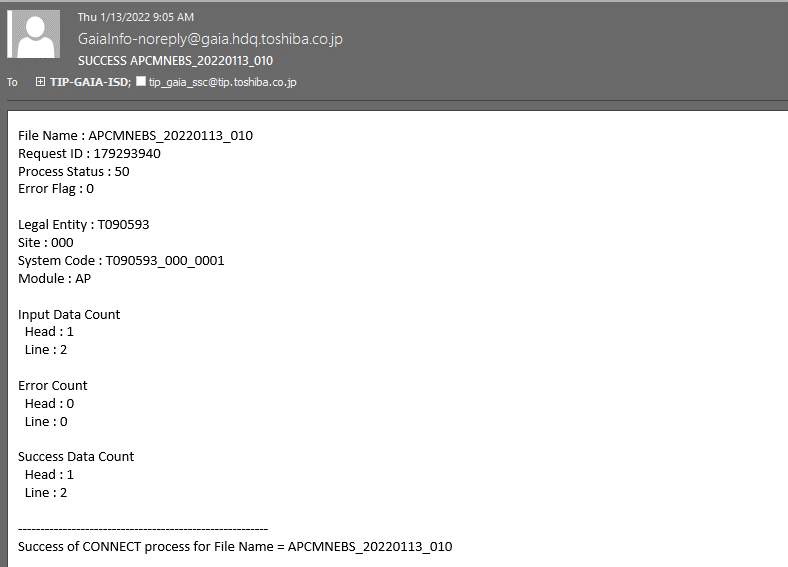 Thu 1/13/2022 9:05 AM
GaiaInfo-noreply@gaia.hdq.toshiba.co.jp
SUCCESS APCMNEBS_20220113_010
To TIP-GAIA-ISD; tip_gaia_ssc@tip.toshiba.co.jp
File Name : APCMNEBS_20220113_010
Request ID : 179293940
Process Status : 50
Error Flag : 0
Legal Entity : T090593
Site : 000
System Code : T090593_000_0001
Module : AP
Input Data Count
Head : 1
Line : 2
Error Count
Head : 0
Line : 0
Success Data Count
Head : 1
Line : 2
--------------------------------------------------------
Success of CONNECT process for File Name = APCMNEBS_20220113_010